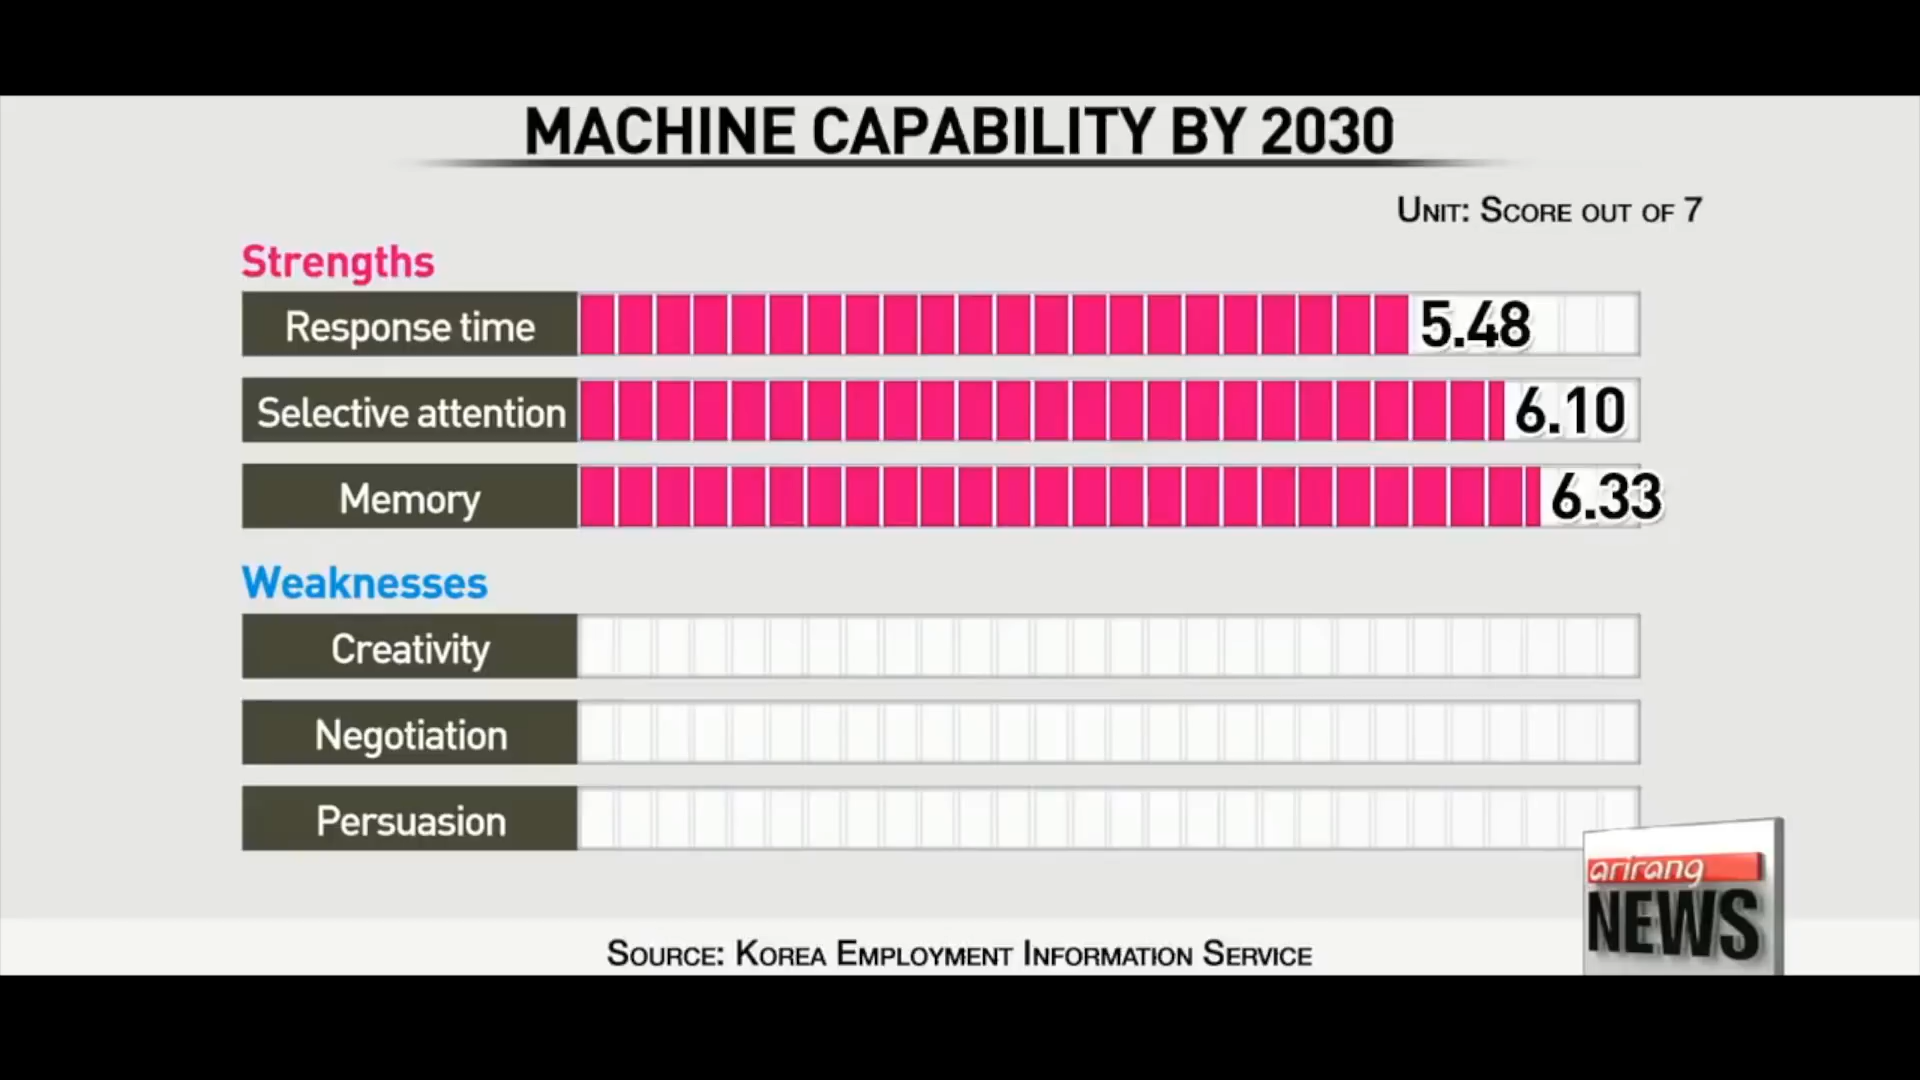 MACHINE CAPABILITY BY 2030
UNIT: SCORE OUT OF 7
Strengths
Response time 5.48
Selective attention 6.10
Memory 6.33
Weaknesses
Creativity
Negotiation
Persuasion
arirang
NEWS
SOURCE: KOREA EMPLOYMENT INFORMATION SERVICE